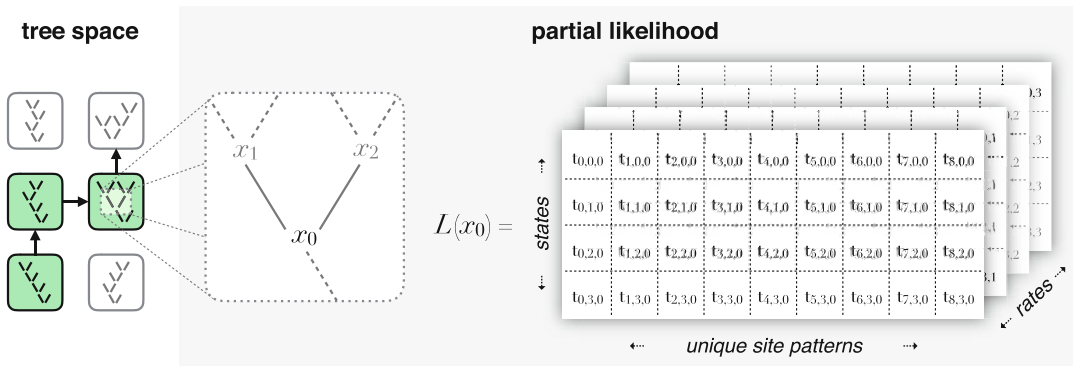 tree space
partial likelihood
x1
x2
x0
L(x0) =
states
t0,0,0 t1,0,0 t2,0,0 t3,0,0 t4,0,0 t5,0,0 t6,0,0 t7,0,0 t8,0,0
t0,1,0 t1,1,0 t2,1,0 t3,1,0 t4,1,0 t5,1,0 t6,1,0 t7,1,0 t8,1,0
t0,2,0 t1,2,0 t2,2,0 t3,2,0 t4,2,0 t5,2,0 t6,2,0 t7,2,0 t8,2,0
t0,3,0 t1,3,0 t2,3,0 t3,3,0 t4,3,0 t5,3,0 t6,3,0 t7,3,0 t8,3,0
rates
unique site patterns